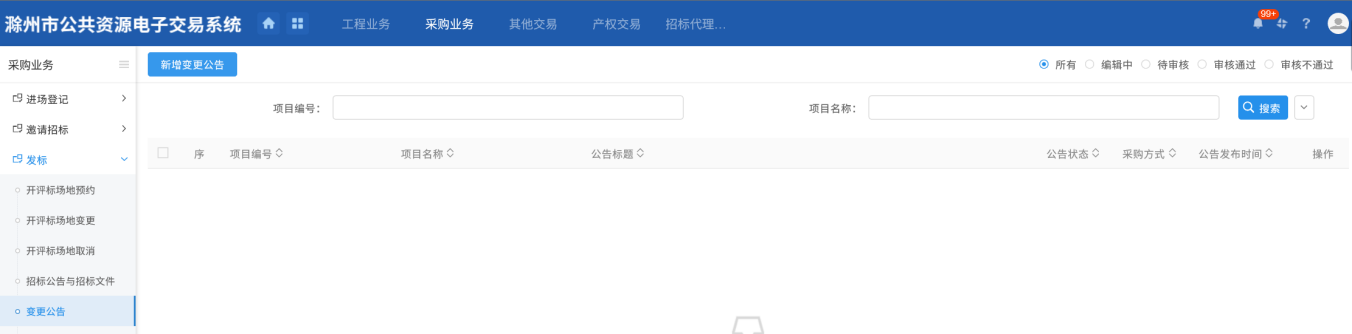 滁州市公共资源电子交易系统 工程业务 采购业务 其他交易 产权交易 招标代理... 99+ ?
采购业务 新增变更公告 所有 编辑中 待审核 审核通过 审核不通过
进场登记
项目编号: 项目名称: 搜索
邀请招标
发标
序 项目编号 项目名称 公告标题 公告状态 采购方式 公告发布时间 操作
开评标场地预约
开评标场地变更
开评标场地取消
招标公告与招标文件
变更公告